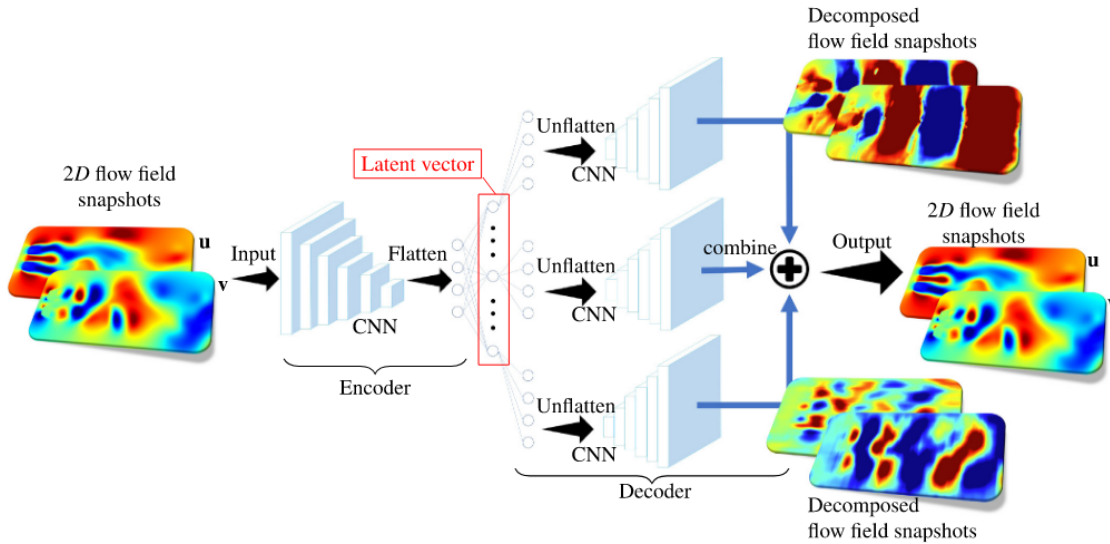 Decomposed
flow field snapshots
Unflatten
CNN
Latent vector
2D flow field
snapshots
u
v
Input
CNN
Flatten
Encoder
Unflatten
CNN
combine
Output
2D flow field
snapshots
u
Unflatten
CNN
Decoder
Decomposed
flow field snapshots